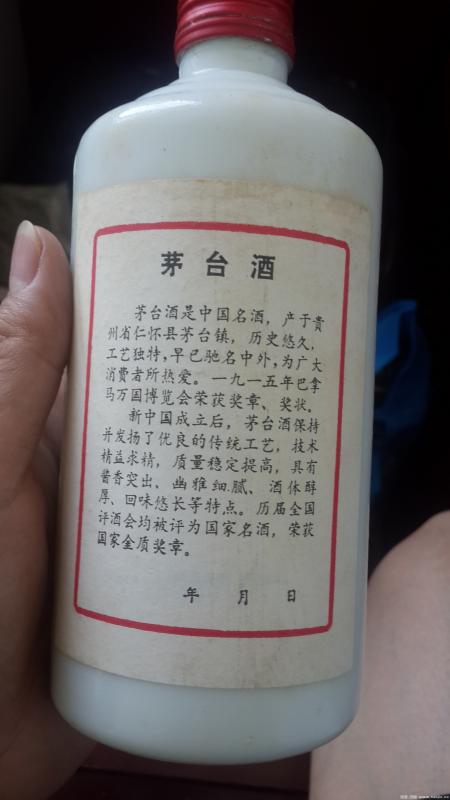 茅台酒
茅台酒是中国名酒，产于贵
州省仁怀县茅台镇，历史悠久，
工艺独特，早已驰名中外，为广大
消费者所热爱。一九一五年巴拿
马万国博览会荣获奖章、奖状。
新中国成立后，茅台酒保持
并发扬了优良的传统工艺，技术
精益求精，质量稳定提高，具有
酱香突出、幽雅细腻、酒体醇
厚、回味悠长等特点。历届全国
评酒会均被评为国家名酒，荣获
国家金质奖章。
年 月 日